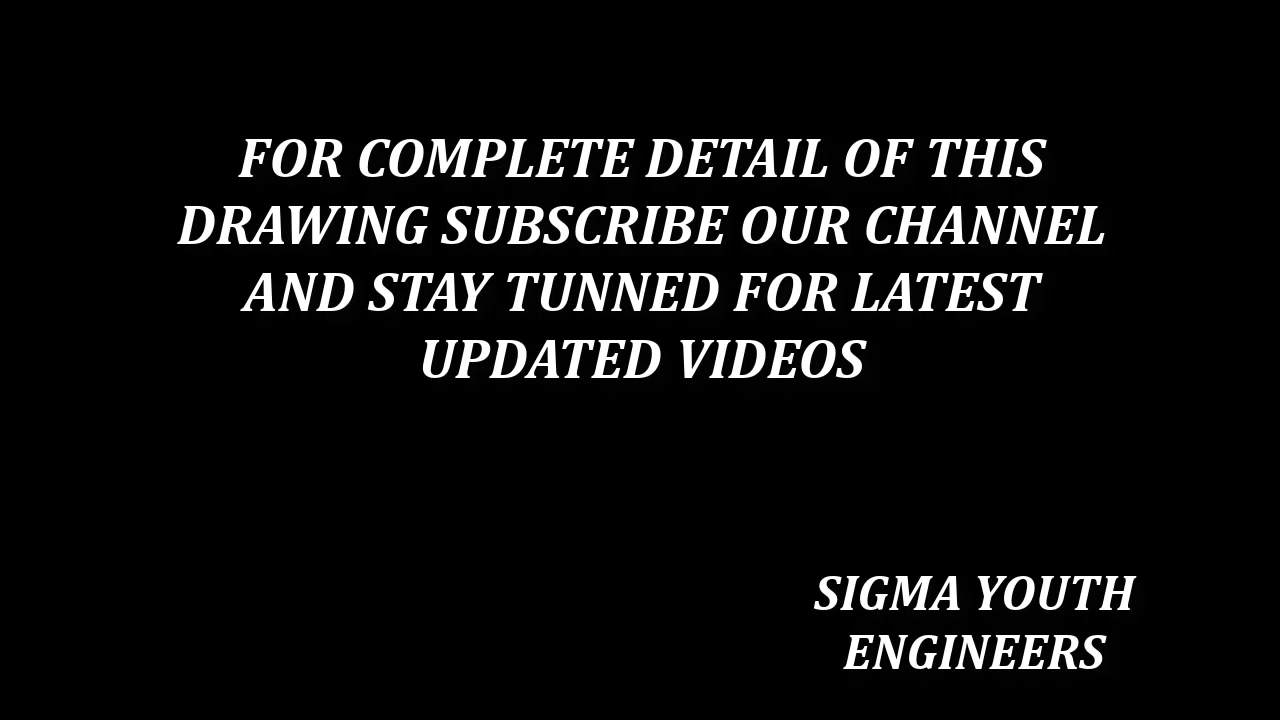 FOR COMPLETE DETAIL OF THIS
DRAWING SUBSCRIBE OUR CHANNEL
AND STAY TUNNED FOR LATEST
UPDATED VIDEOS
SIGMA YOUTH
ENGINEERS